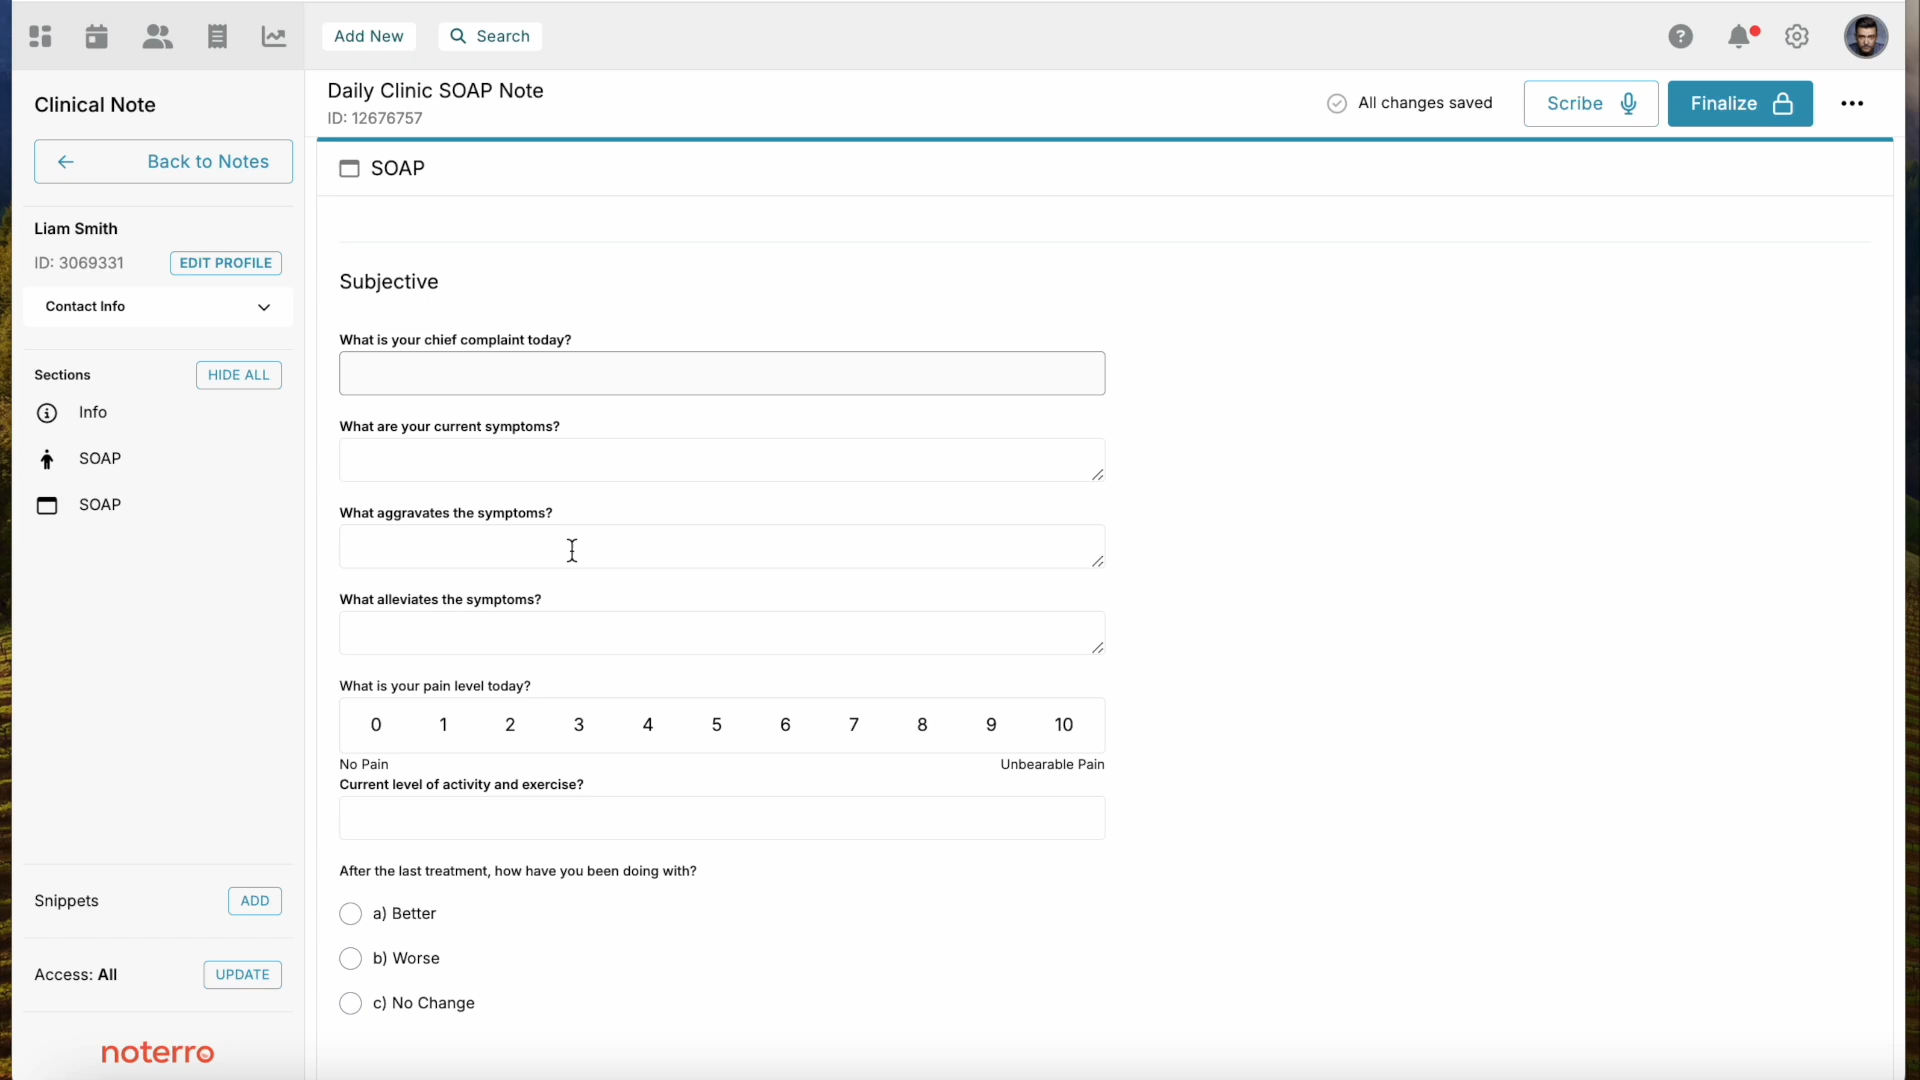 Add New
Search
?
Clinical Note
Back to Notes
Liam Smith
ID: 3069331
EDIT PROFILE
Contact Info
Sections
HIDE ALL
Info
SOAP
SOAP
Snippets
ADD
Access: All
UPDATE
noterro
Daily Clinic SOAP Note
ID: 12676757
All changes saved
Scribe
Finalize
SOAP
Subjective
What is your chief complaint today?
What are your current symptoms?
What aggravates the symptoms?
What alleviates the symptoms?
What is your pain level today?
0 1 2 3 4 5 6 7 8 9 10
No Pain Unbearable Pain
Current level of activity and exercise?
After the last treatment, how have you been doing with?
a) Better
b) Worse
c) No Change